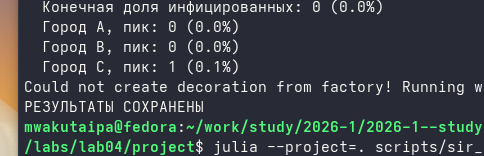 Конечная доля инфицированных: 0 (0.0%)
Город A, пик: 0 (0.0%)
Город B, пик: 0 (0.0%)
Город C, пик: 1 (0.1%)
Could not create decoration from factory! Running w
РЕЗУЛЬТАТЫ СОХРАНЕНЫ
mwakutaipa@fedora:~/work/study/2026-1/2026-1--study
/labs/lab04/project$ julia --project=. scripts/sir_